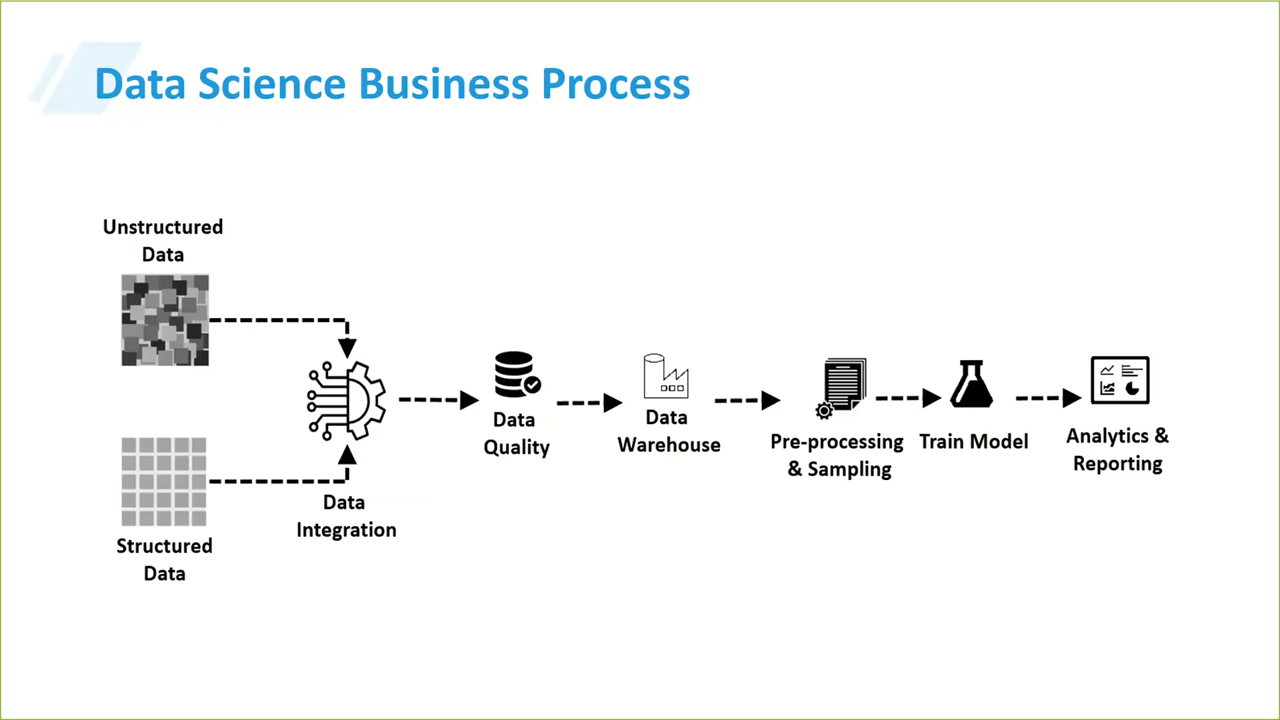 Data Science Business Process
Unstructured
Data
Structured
Data
Data
Integration
Data
Quality
Data
Warehouse
Pre-processing
& Sampling
Train Model
Analytics &
Reporting